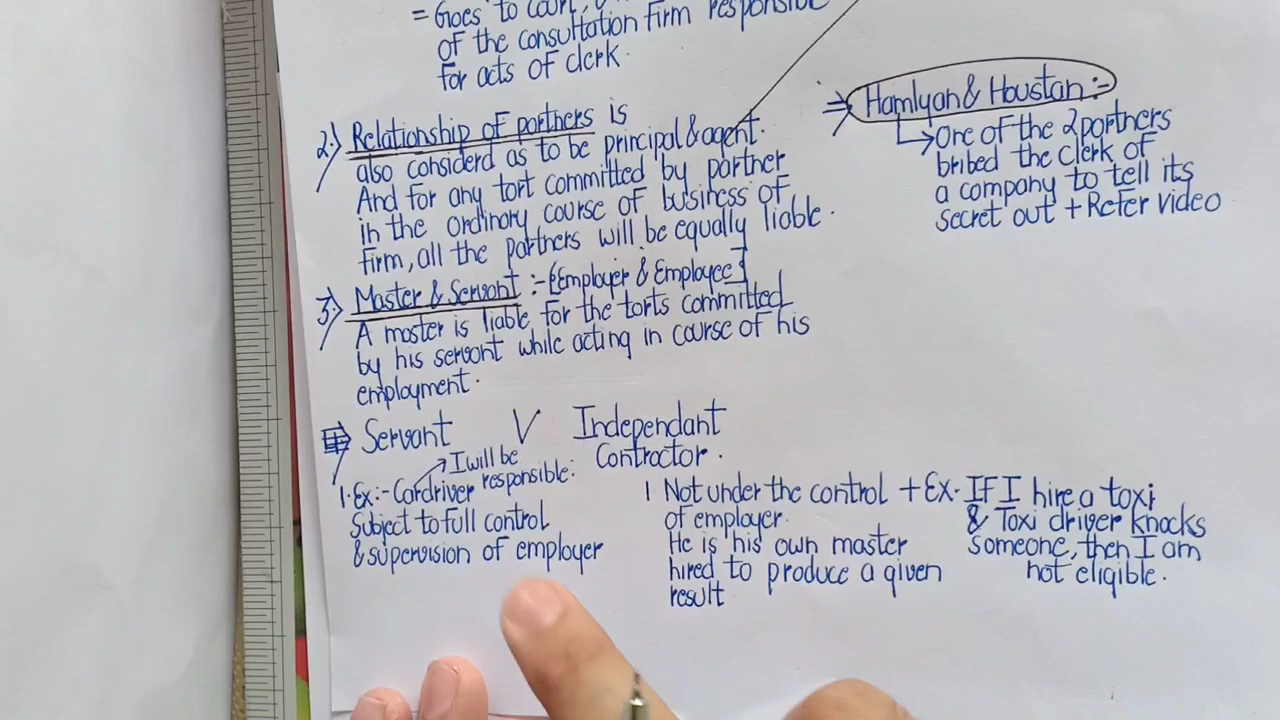 = Goes to court,
of the consultation firm responsible
for acts of clerk.
2.) Relationship of partners is
also considerd as to be principal & agent.
And for any tort committed by partner
in the ordinary course of business of
firm, all the partners will be equally liable.
3.) Master & Servant :- [Employer & Employee]
A master is liable for the torts committed
by his servant while acting in course of his
employment.
⇒ Hamlyan & Houstan :-
→ One of the 2 partners
bribed the clerk of
a company to tell its
secret out + Refer video
Servant V Independant
Contractor.
→ I will be
responsible:
1. Ex:- Car driver
Subject to full control
& supervision of employer
1 Not under the control
of employer.
He is his own master
hired to produce a given
result
+ Ex. IF I hire a taxi
& Taxi driver knocks
someone, then I am
not eligible.